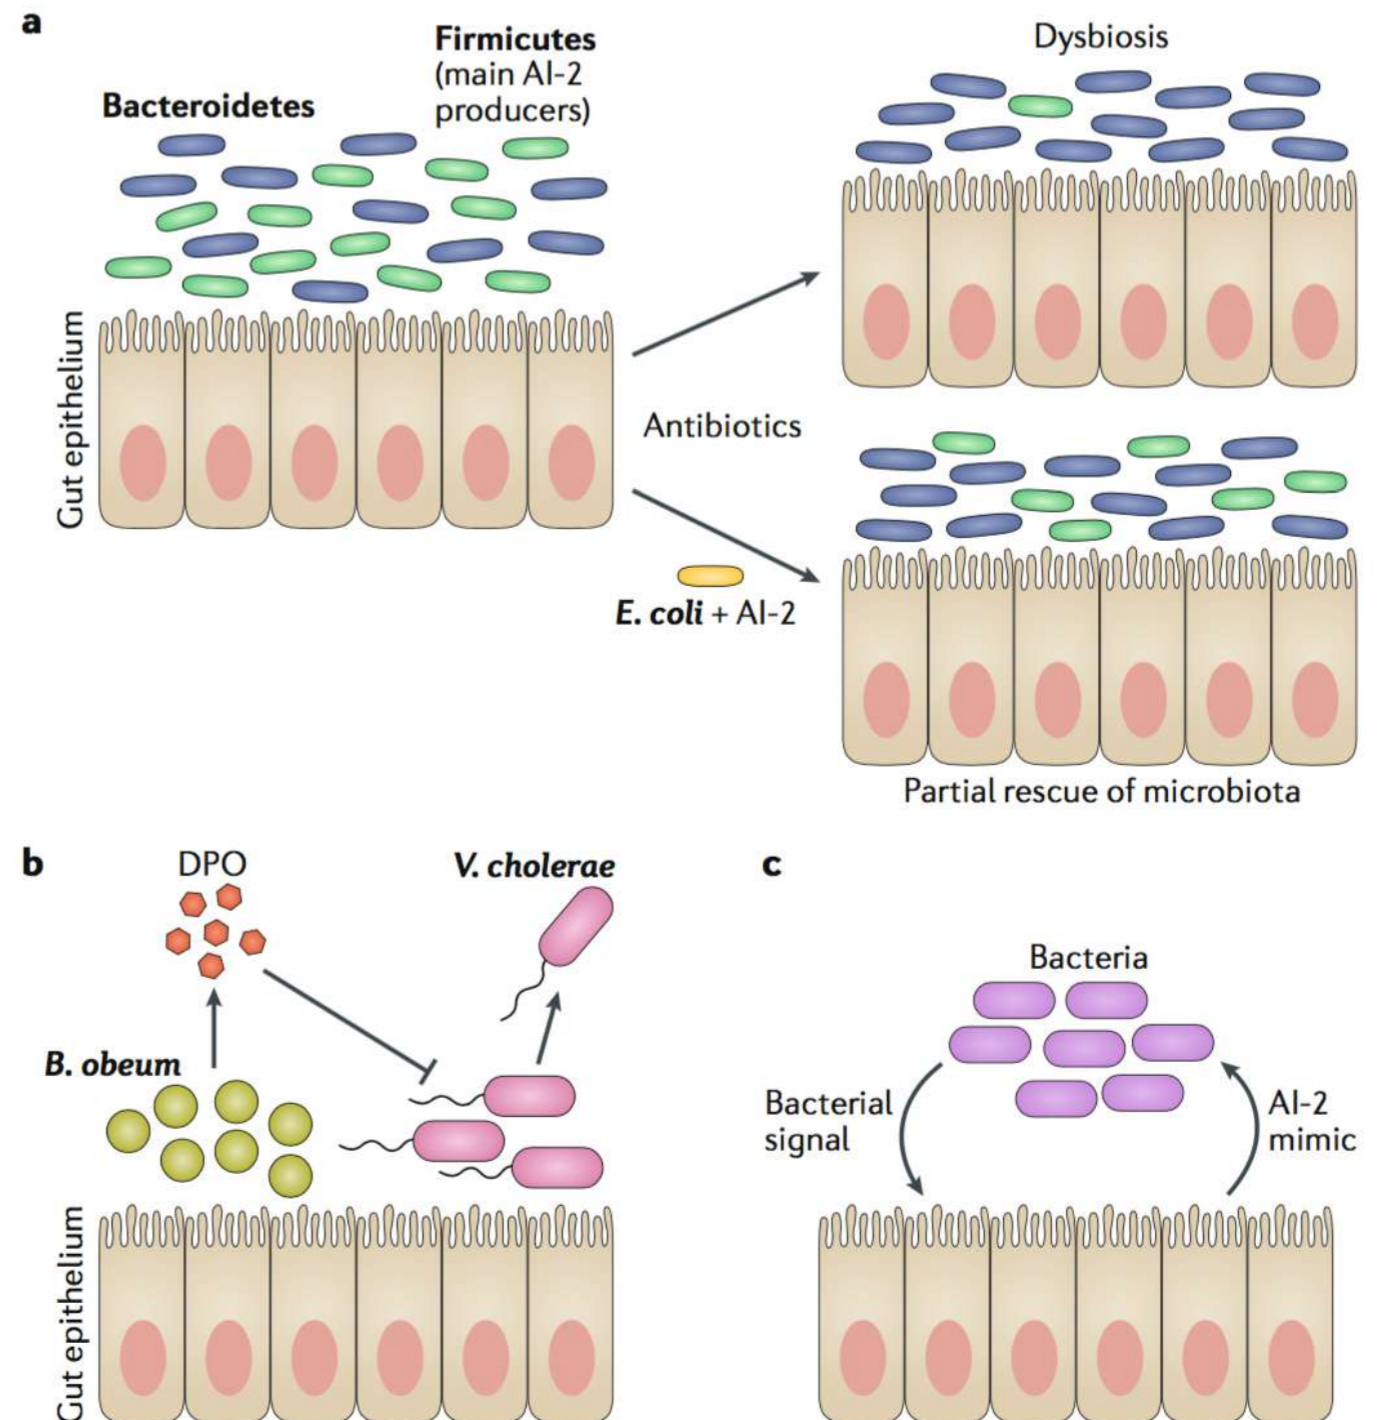 a
Bacteroidetes
Firmicutes
(main AI-2
producers)
Dysbiosis
Gut epithelium
Antibiotics
E. coli + AI-2
Partial rescue of microbiota
b
DPO
V. cholerae
B. obeum
Gut epithelium
c
Bacteria
Bacterial
signal
AI-2
mimic